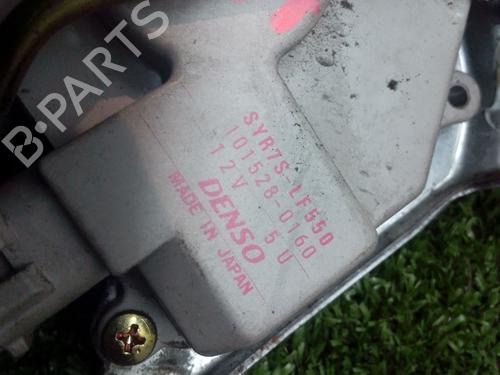 B-PARTS
SYR7S-LF550
101528-0160
12V 5U
DENSO
MADE IN JAPAN